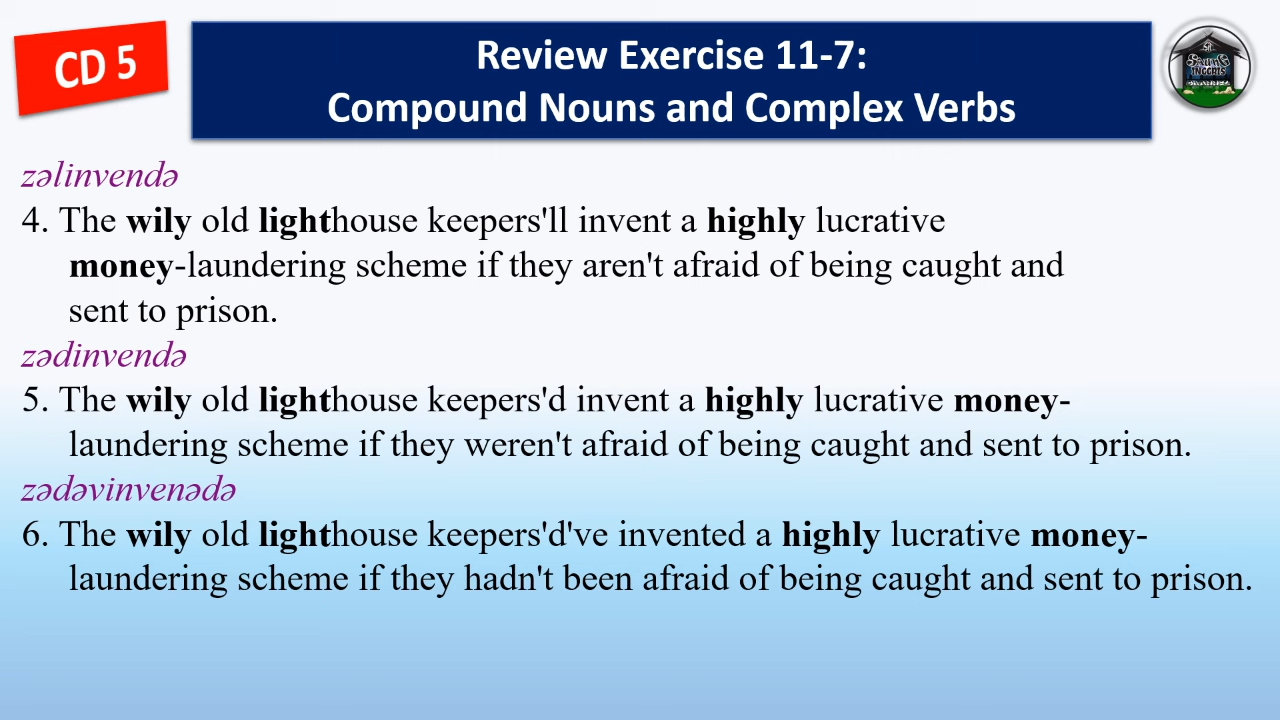 CD 5
Review Exercise 11-7:
Compound Nouns and Complex Verbs
zəlinvendə
4. The wily old lighthouse keepers'll invent a highly lucrative
money-laundering scheme if they aren't afraid of being caught and
sent to prison.
zədinvendə
5. The wily old lighthouse keepers'd invent a highly lucrative money-
laundering scheme if they weren't afraid of being caught and sent to prison.
zədəvinvenədə
6. The wily old lighthouse keepers'd've invented a highly lucrative money-
laundering scheme if they hadn't been afraid of being caught and sent to prison.